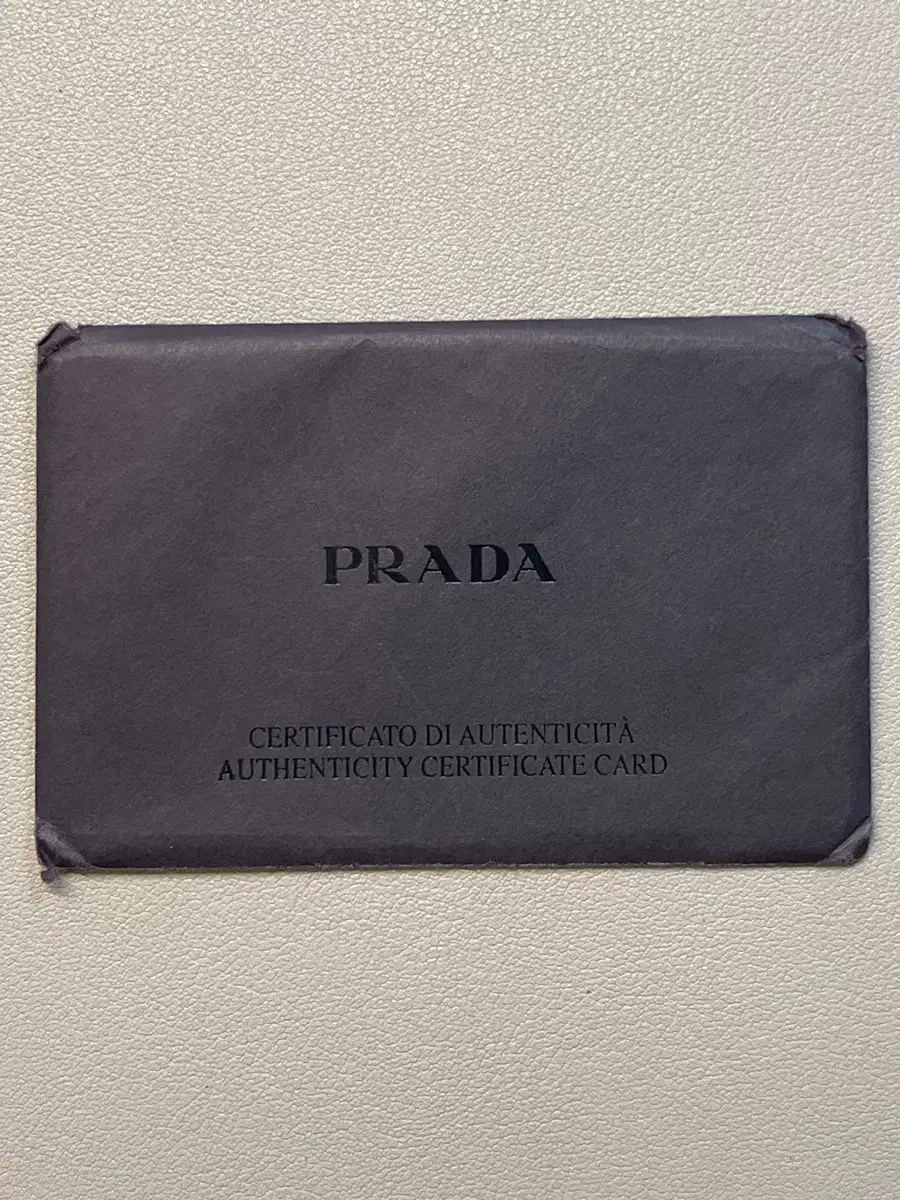 PRADA
CERTIFICATO DI AUTENTICITÀ
AUTHENTICITY CERTIFICATE CARD